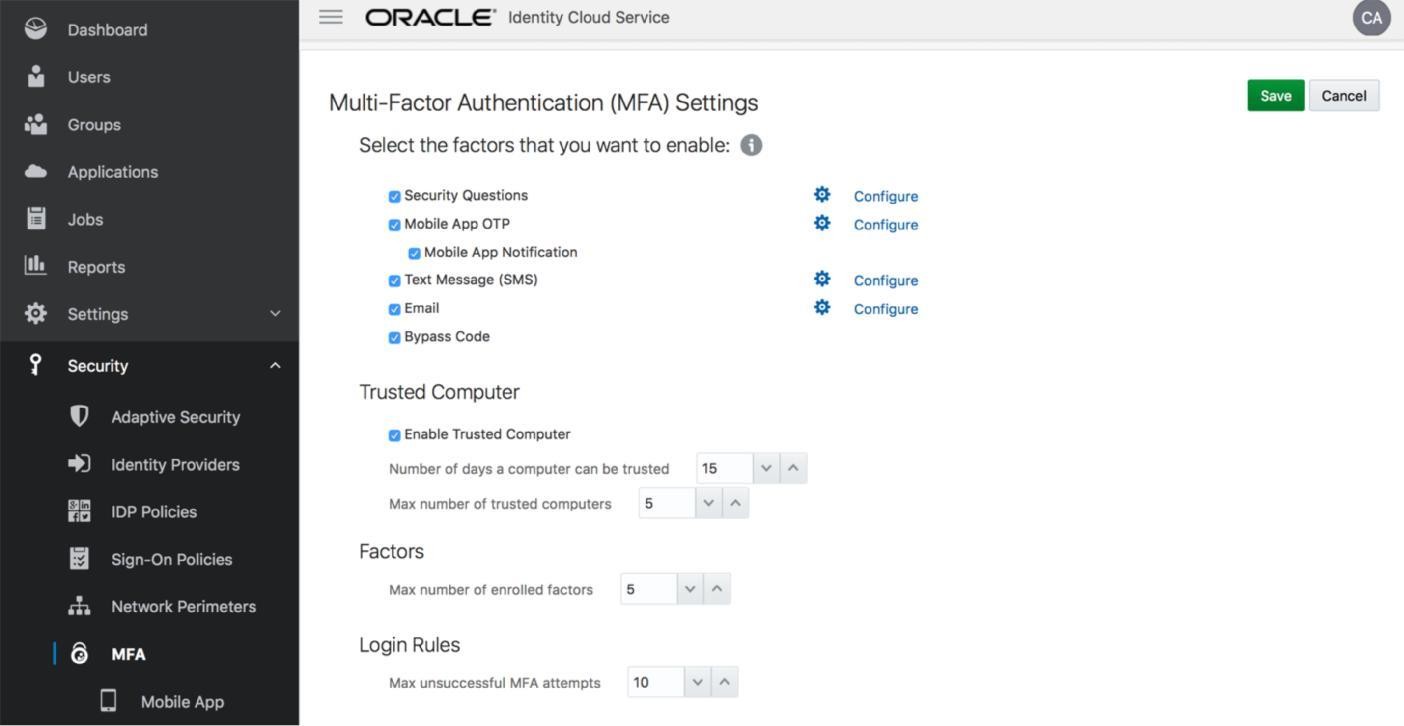 Dashboard
Users
Groups
Applications
Jobs
Reports
Settings
Security
Adaptive Security
Identity Providers
IDP Policies
Sign-On Policies
Network Perimeters
MFA
Mobile App
ORACLE® Identity Cloud Service
CA
Multi-Factor Authentication (MFA) Settings
Save Cancel
Select the factors that you want to enable:
Security Questions Configure
Mobile App OTP Configure
Mobile App Notification
Text Message (SMS) Configure
Email Configure
Bypass Code
Trusted Computer
Enable Trusted Computer
Number of days a computer can be trusted 15
Max number of trusted computers 5
Factors
Max number of enrolled factors 5
Login Rules
Max unsuccessful MFA attempts 10